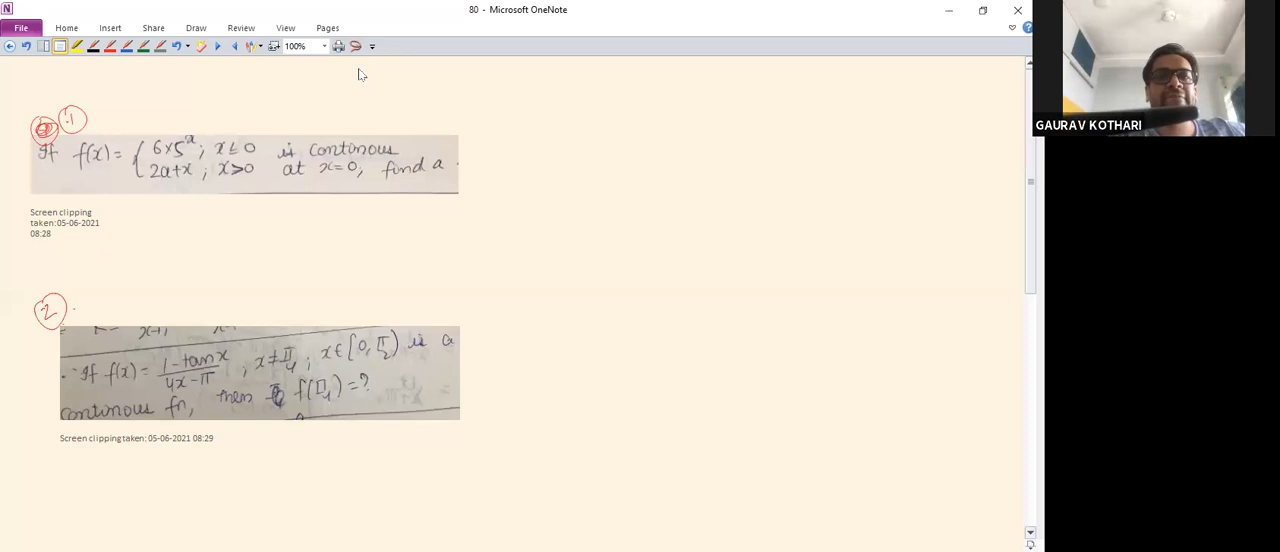 80 - Microsoft OneNote
File Home Insert Share Draw Review View Pages
100%
GAURAV KOTHARI
1
If f(x) = { 6×5^x ; x ≤ 0 is continous
2a+x ; x>0 at x=0, find a
Screen clipping
taken: 05-06-2021
08:28
2
x→1
If f(x) = (1-tanx)/(4x-π) , x≠π/4 ; x∈[0, π/2) is a
continous fn, then f(π/4) = ?
Screen clipping taken: 05-06-2021 08:29